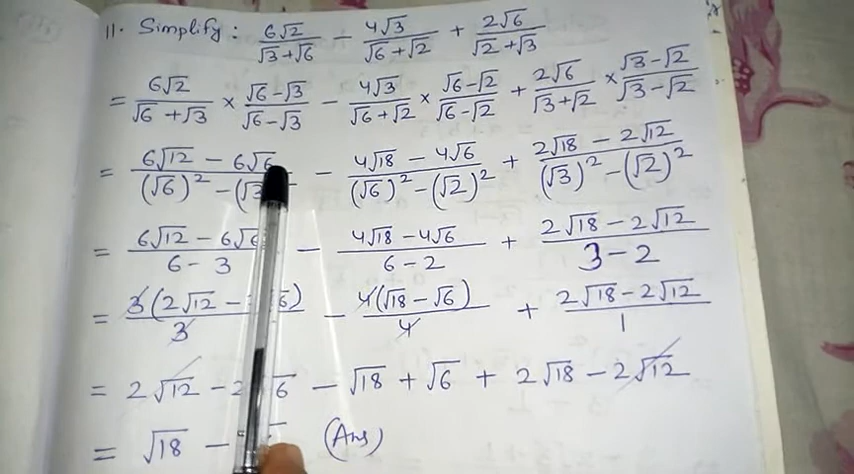 11. Simplify : 6√2/(√3+√6) − 4√3/(√6+√2) + 2√6/(√2+√3)
= 6√2/(√6+√3) × (√6−√3)/(√6−√3) − 4√3/(√6+√2) × (√6−√2)/(√6−√2) + 2√6/(√3+√2) × (√3−√2)/(√3−√2)
= (6√12 − 6√6)/((√6)² − (√3 − (4√18 − 4√6)/((√6)² − (√2)²) + (2√18 − 2√12)/((√3)² − (√2)²)
= (6√12 − 6√6)/(6 − 3) − (4√18 − 4√6)/(6 − 2) + (2√18 − 2√12)/(3 − 2)
= 3(2√12 − 6)/3 − 4(√18 − √6)/4 + (2√18 − 2√12)/1
= 2√12 − 2√6 − √18 + √6 + 2√18 − 2√12
= √18 − (Ans)